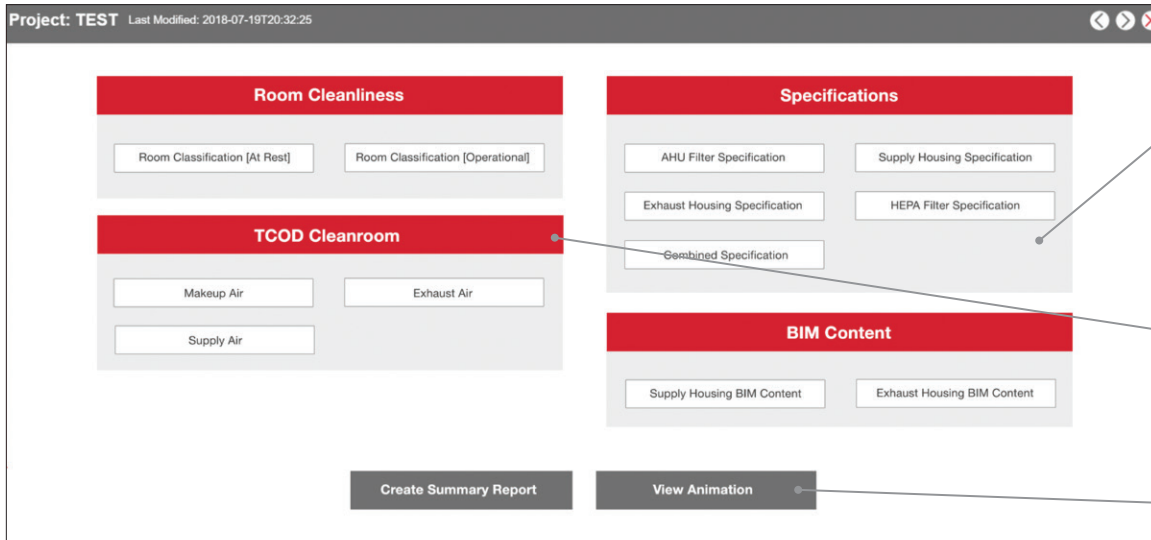 Project: TEST Last Modified: 2018-07-19T20:32:25
Room Cleanliness
Room Classification [At Rest]
Room Classification [Operational]
TCOD Cleanroom
Makeup Air
Exhaust Air
Supply Air
Specifications
AHU Filter Specification
Supply Housing Specification
Exhaust Housing Specification
HEPA Filter Specification
Combined Specification
BIM Content
Supply Housing BIM Content
Exhaust Housing BIM Content
Create Summary Report
View Animation